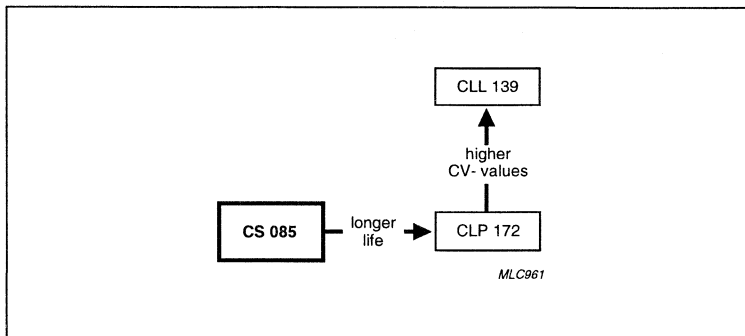 CLL 139
higher
CV- values
CS 085
longer
life
CLP 172
MLC961